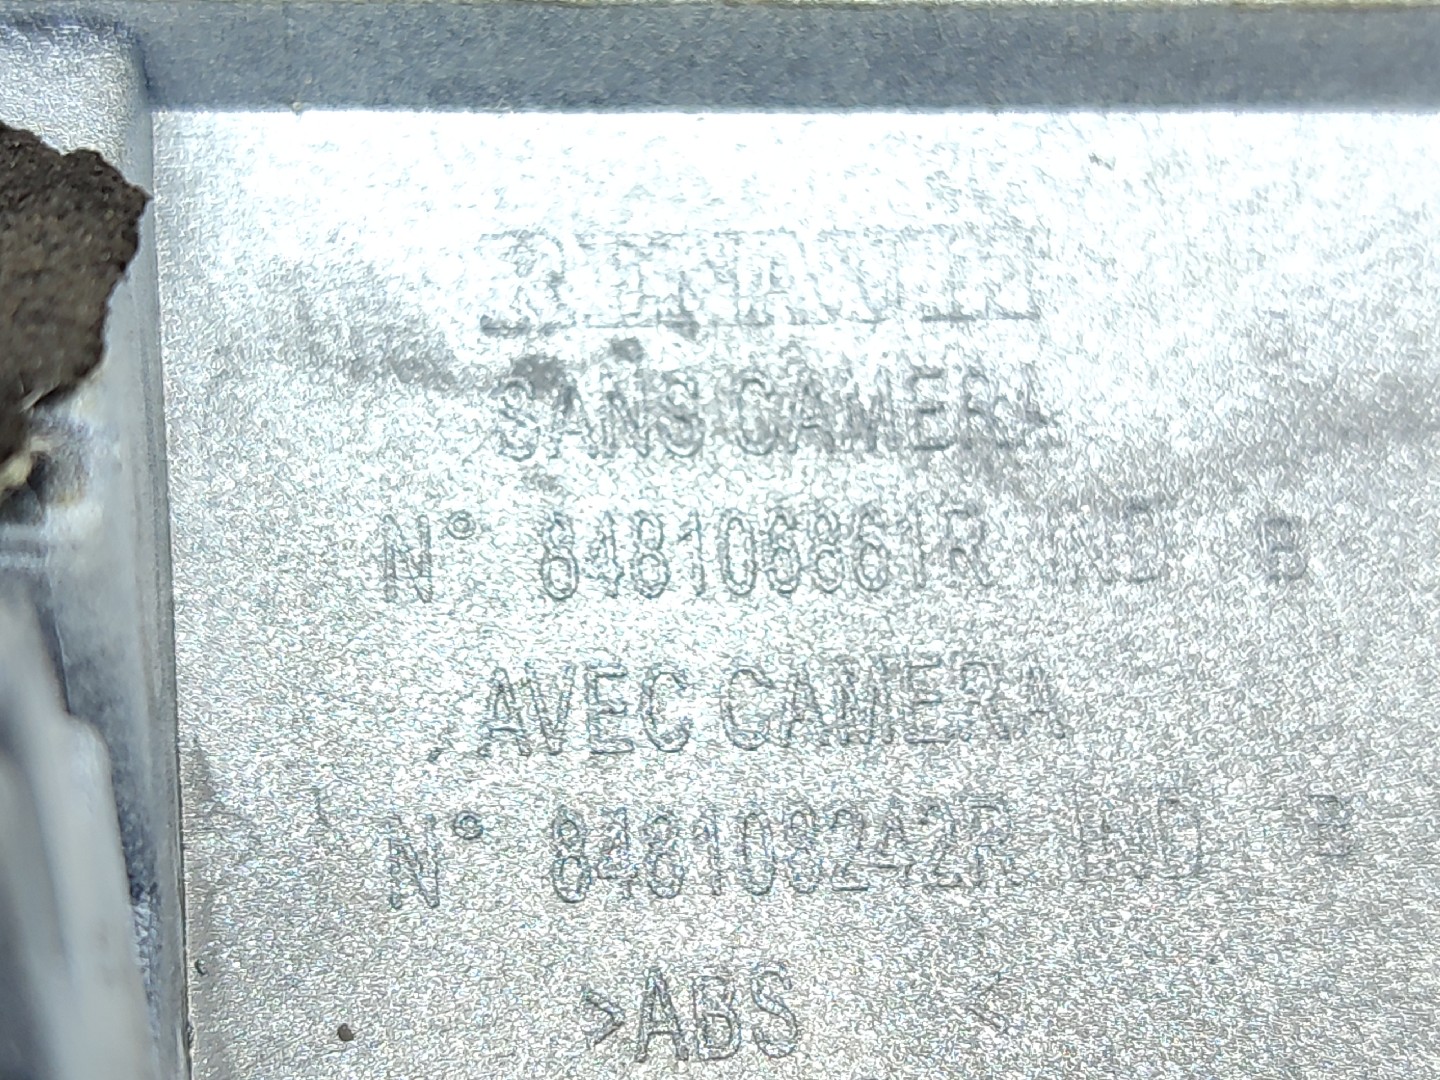 RENAULT
SANS CAMERA
N° 848106861R IND B
AVEC CAMERA
N° 848108242R IND B
>ABS <